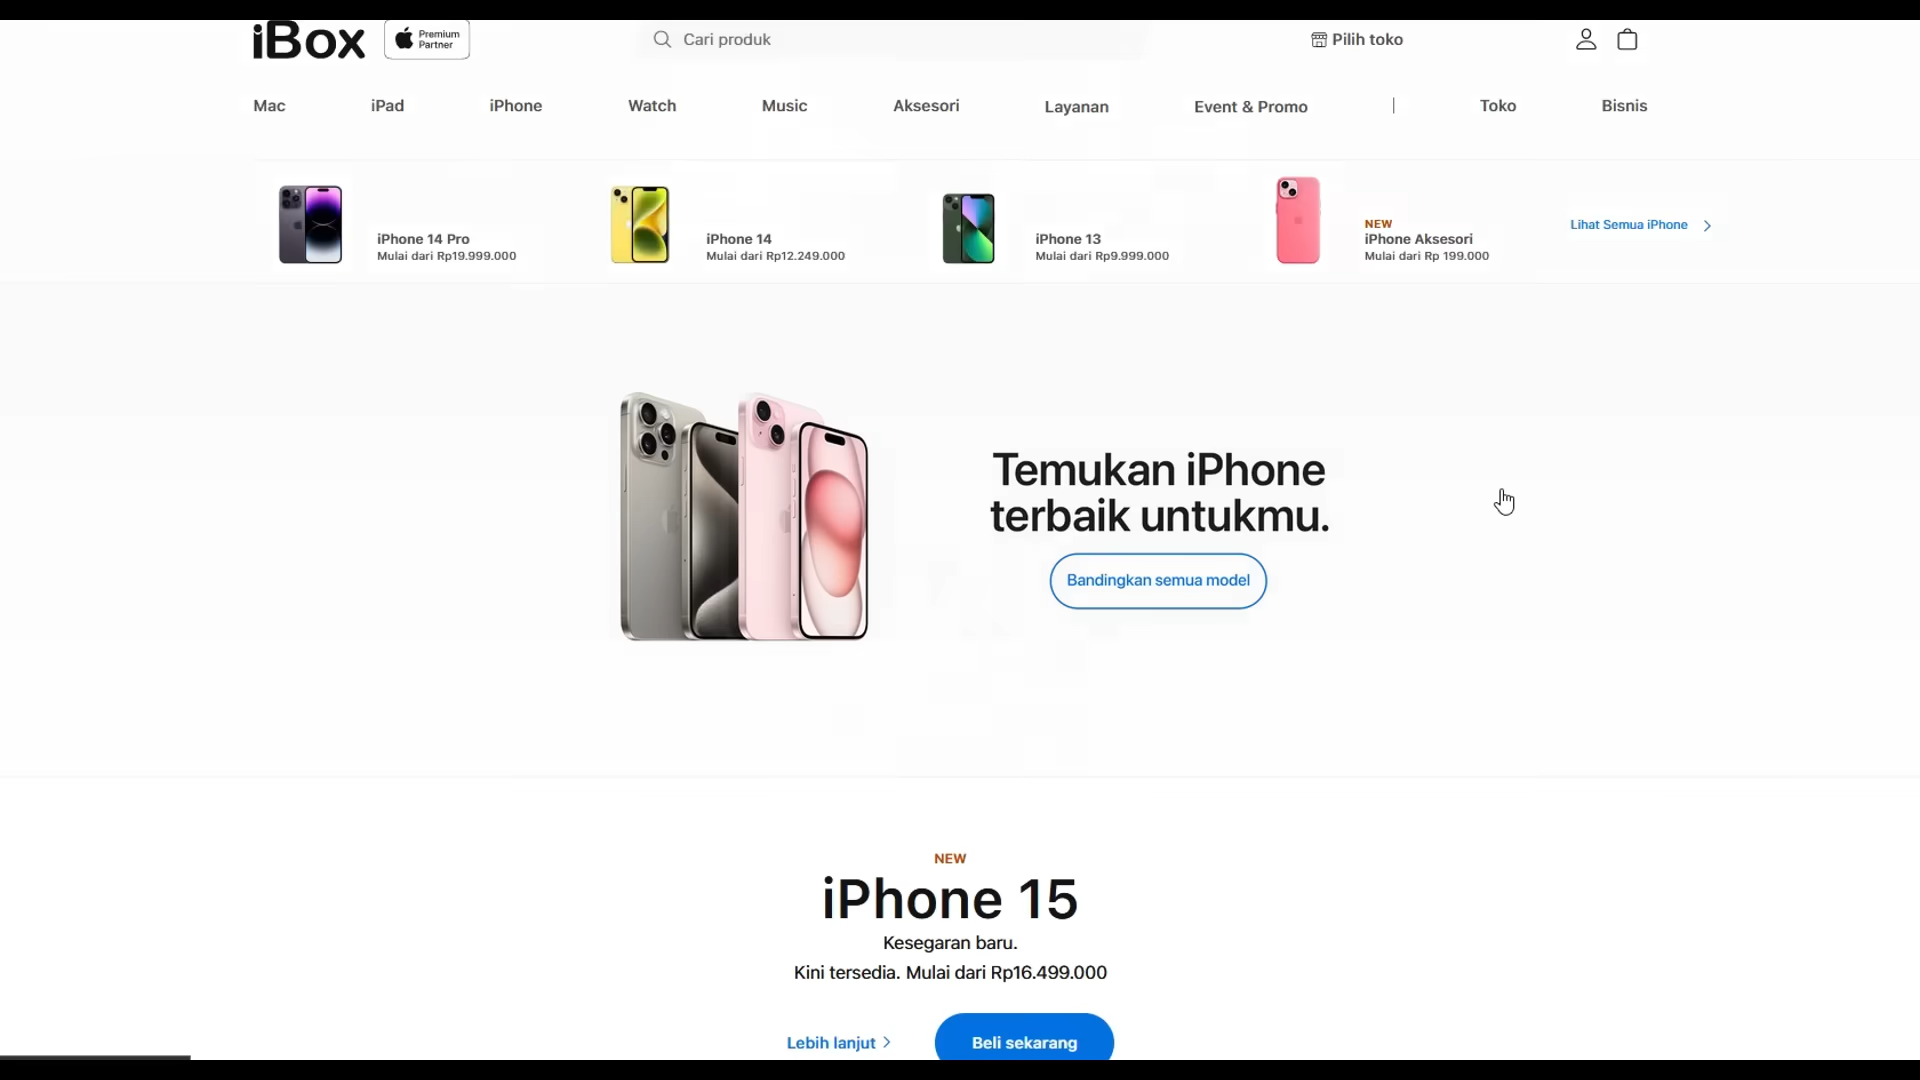 iBox
Premium
Partner
Cari produk
Pilih toko
Mac
iPad
iPhone
Watch
Music
Aksesori
Layanan
Event & Promo
Toko
Bisnis
iPhone 14 Pro
Mulai dari Rp19.999.000
iPhone 14
Mulai dari Rp12.249.000
iPhone 13
Mulai dari Rp9.999.000
NEW
iPhone Aksesori
Mulai dari Rp 199.000
Lihat Semua iPhone
Temukan iPhone
terbaik untukmu.
Bandingkan semua model
NEW
iPhone 15
Kesegaran baru.
Kini tersedia. Mulai dari Rp16.499.000
Lebih lanjut
Beli sekarang